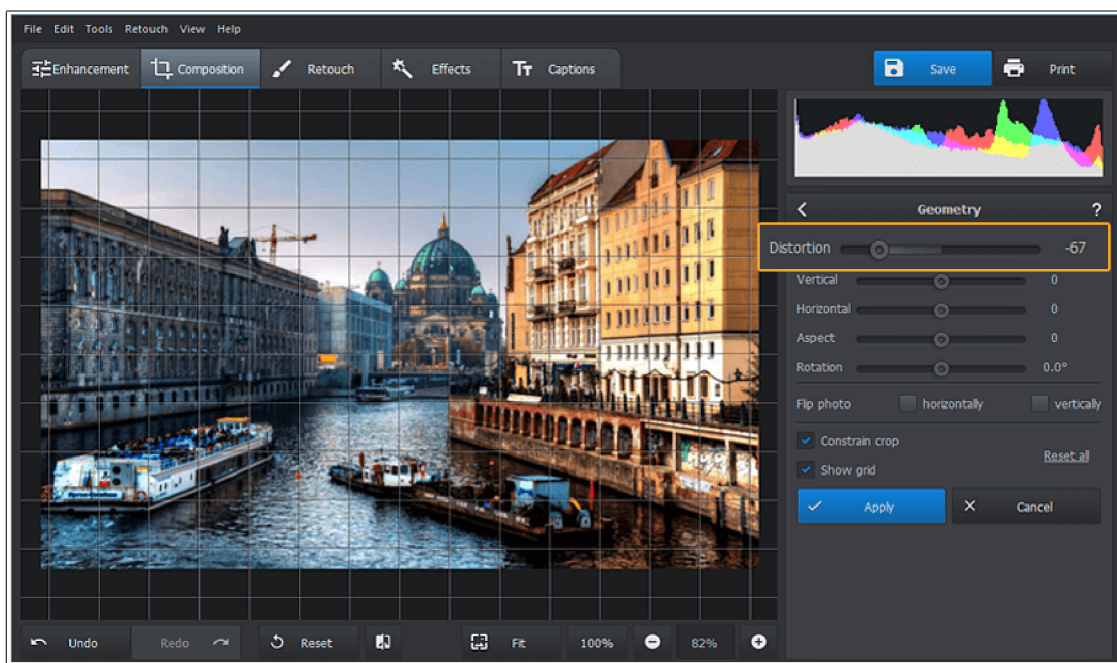 File Edit Tools Retouch View Help
Enhancement Composition Retouch Effects Captions Save Print
Geometry ?
Distortion -67
Vertical 0
Horizontal 0
Aspect 0
Rotation 0.0°
Flip photo horizontally vertically
Constrain crop
Reset all
Show grid
Apply Cancel
Undo Redo Reset Fit 100% 82%